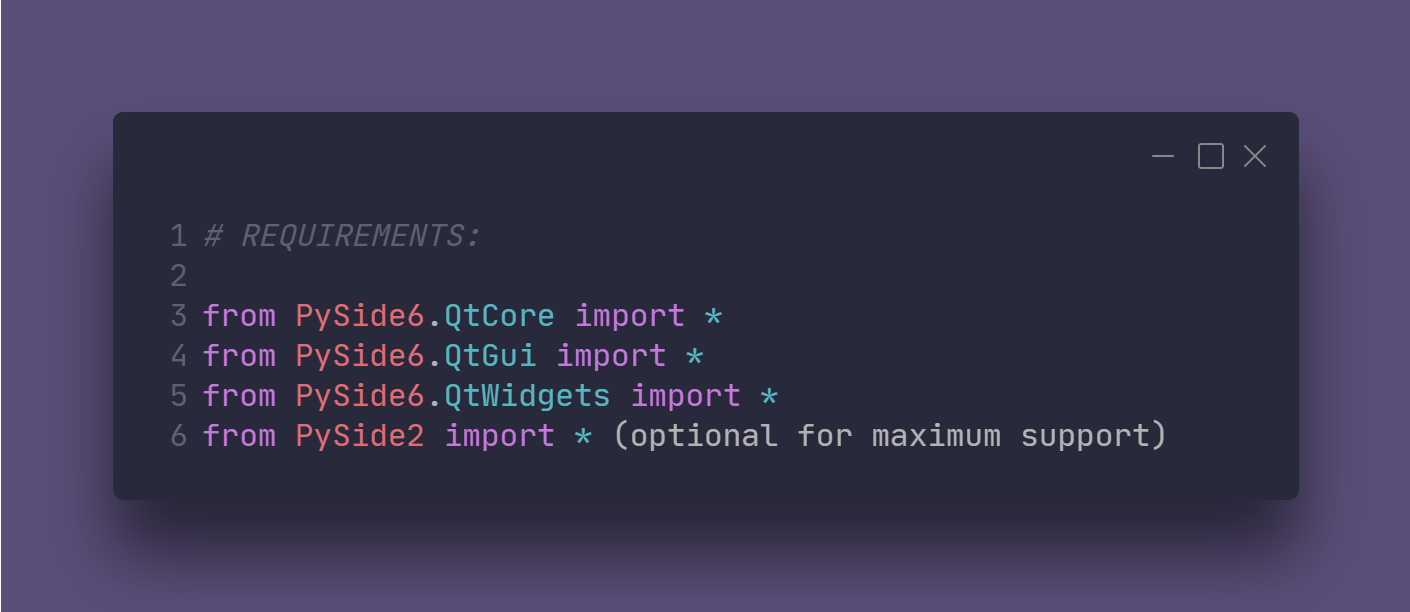 1 # REQUIREMENTS:
2
3 from PySide6.QtCore import *
4 from PySide6.QtGui import *
5 from PySide6.QtWidgets import *
6 from PySide2 import * (optional for maximum support)